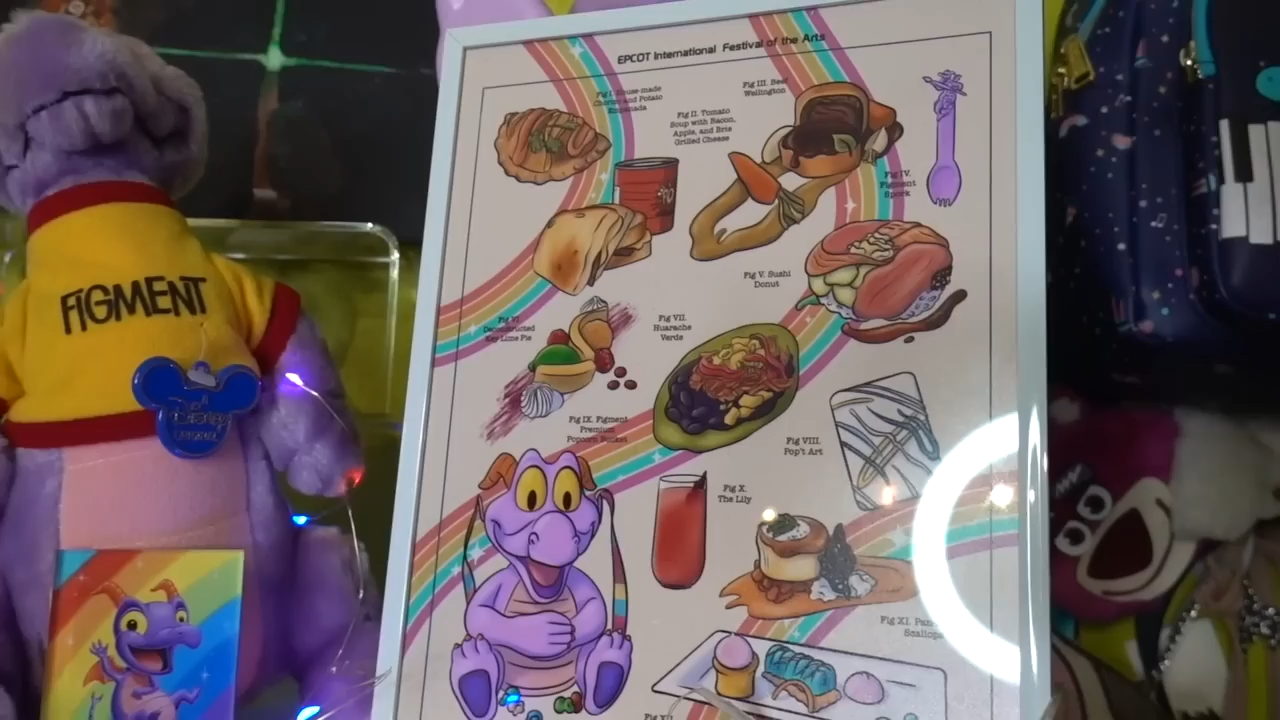 EPCOT International Festival of the Arts
Fig I. House-made
Chorizo and Potato
Empanada
Fig II. Tomato
Soup with Bacon,
Apple, and Brie
Grilled Cheese
Fig III. Beef
Wellington
Fig IV.
Figment
Spork
Fig V. Sushi
Donut
Fig VI.
Deconstructed
Key Lime Pie
Fig VII.
Huarache
Verde
Fig VIII.
Pop't Art
Fig IX. Figment
Premium
Popcorn Bucket
Fig X.
The Lily
Fig XI. Pan
Scallops
FIGMENT
Disney